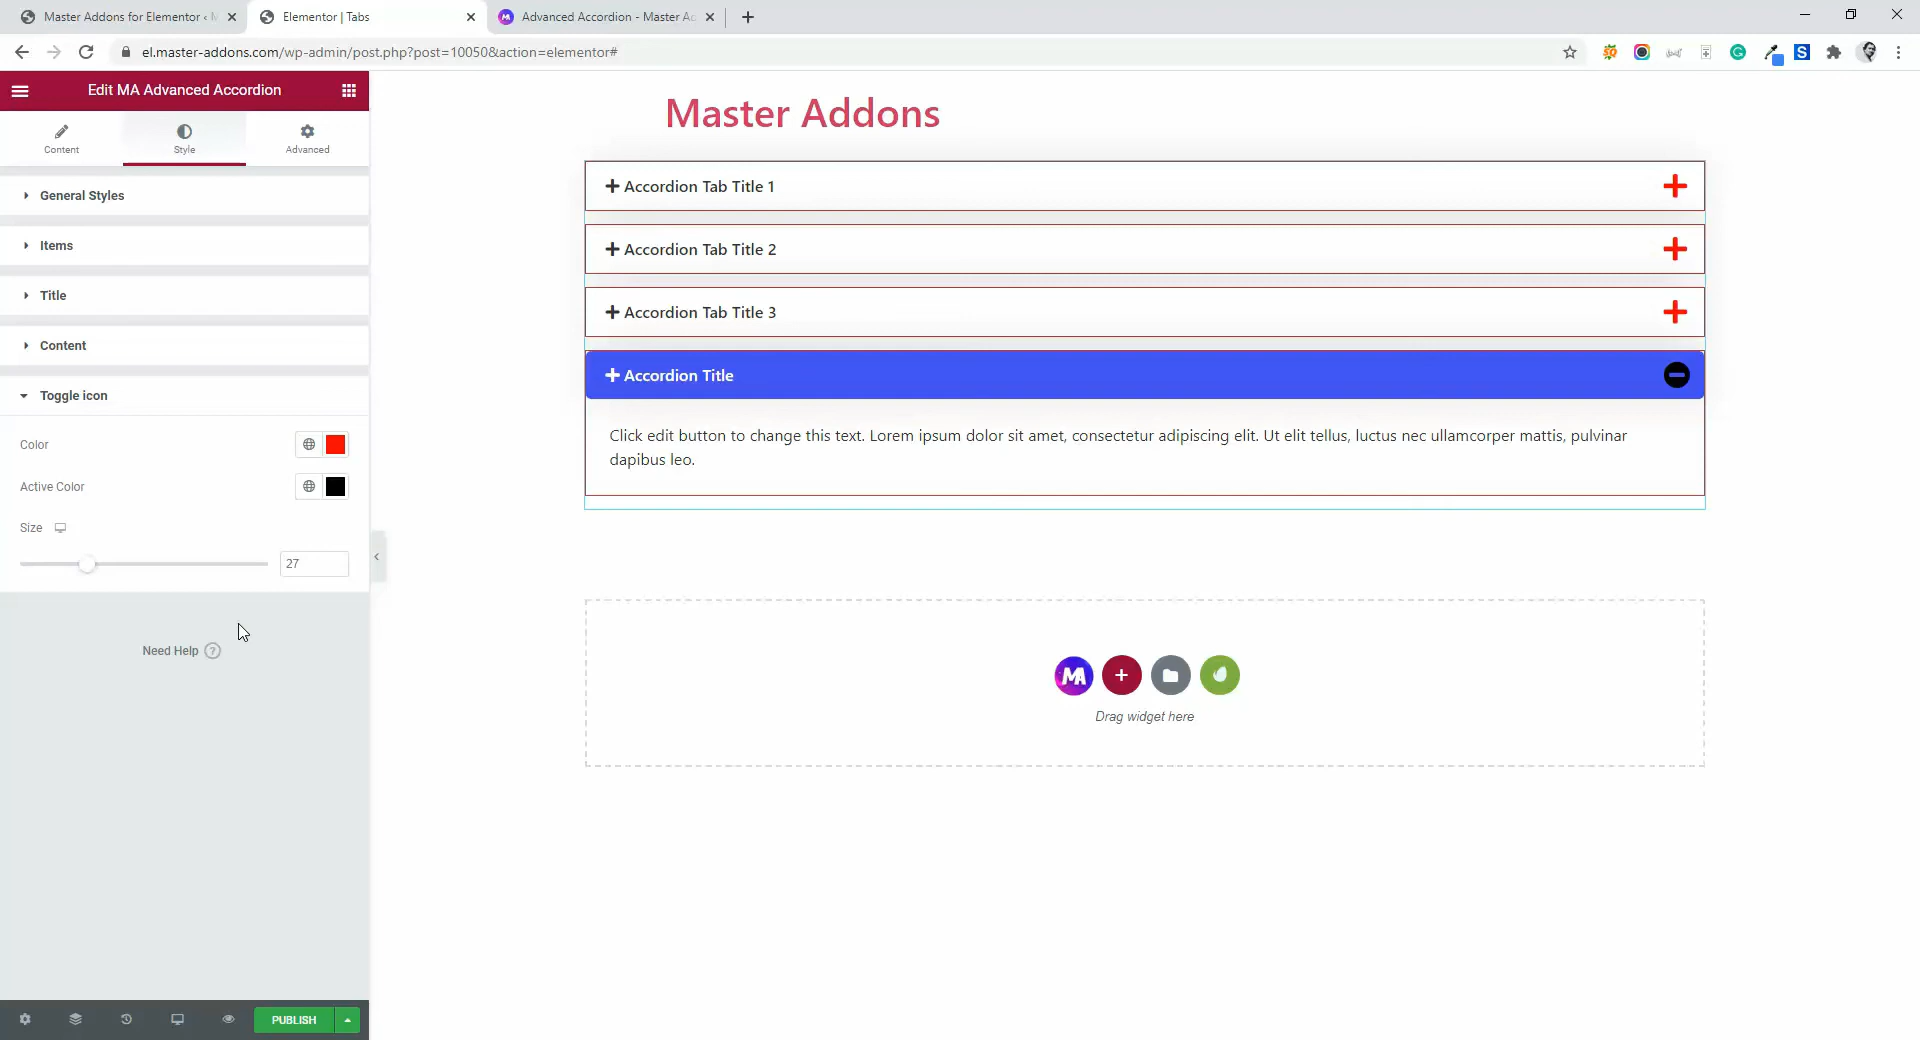 Master Addons for Elementor ‹ M
Elementor | Tabs
Advanced Accordion - Master Ac
el.master-addons.com/wp-admin/post.php?post=10050&action=elementor#
Edit MA Advanced Accordion
Content
Style
Advanced
General Styles
Items
Title
Content
Toggle icon
Color
Active Color
Size
27
Need Help ?
PUBLISH
Master Addons
Accordion Tab Title 1
Accordion Tab Title 2
Accordion Tab Title 3
Accordion Title
Click edit button to change this text. Lorem ipsum dolor sit amet, consectetur adipiscing elit. Ut elit tellus, luctus nec ullamcorper mattis, pulvinar
dapibus leo.
MA
Drag widget here